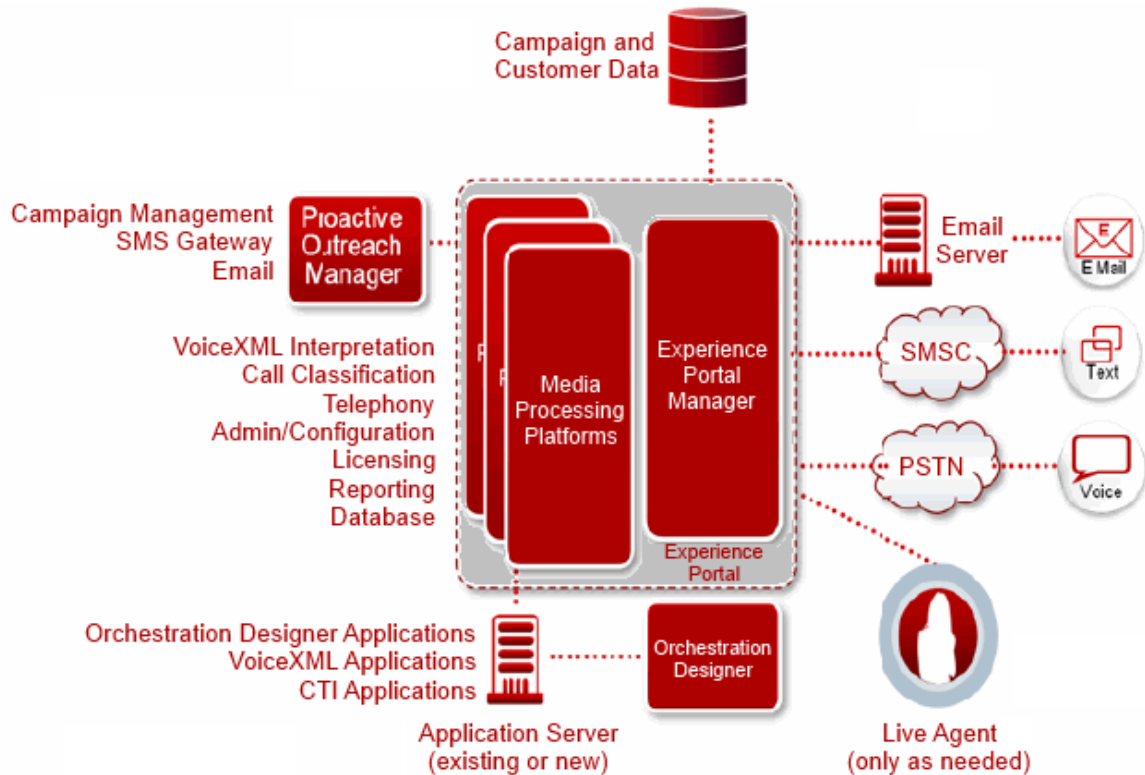 Campaign and
Customer Data
Campaign Management
SMS Gateway
Email
Proactive
Outreach
Manager
VoiceXML Interpretation
Call Classification
Telephony
Admin/Configuration
Licensing
Reporting
Database
P
P
Media
Processing
Platforms
Experience
Portal
Manager
Experience
Portal
Email
Server
E
E Mail
SMSC
Text
PSTN
Voice
Orchestration Designer Applications
VoiceXML Applications
CTI Applications
Orchestration
Designer
Application Server
(existing or new)
Live Agent
(only as needed)